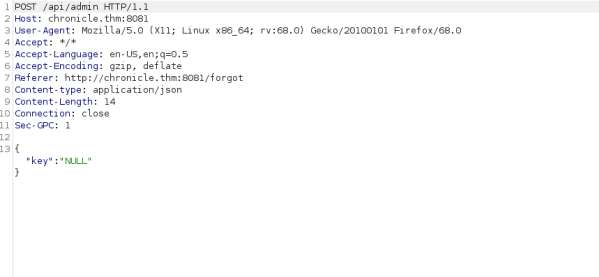 1 POST /api/admin HTTP/1.1
2 Host: chronicle.thm:8081
3 User-Agent: Mozilla/5.0 (X11; Linux x86_64; rv:68.0) Gecko/20100101 Firefox/68.0
4 Accept: */*
5 Accept-Language: en-US,en;q=0.5
6 Accept-Encoding: gzip, deflate
7 Referer: http://chronicle.thm:8081/forgot
8 Content-type: application/json
9 Content-Length: 14
10 Connection: close
11 Sec-GPC: 1
12
13 {
"key":"NULL"
}